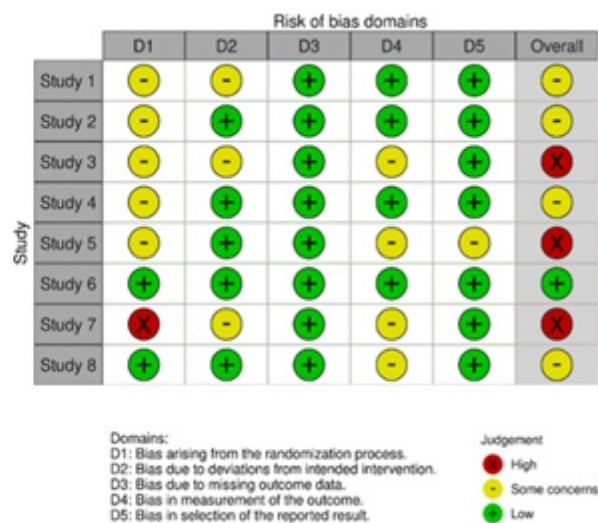 Risk of bias domains
D1 D2 D3 D4 D5 Overall
Study
Study 1 - - + + + -
Study 2 - + + + + -
Study 3 - - + - + X
Study 4 - + + + + -
Study 5 - + + - - X
Study 6 + + + + + +
Study 7 X - + - + X
Study 8 + + + - + -
Domains:
D1: Bias arising from the randomization process.
D2: Bias due to deviations from intended intervention.
D3: Bias due to missing outcome data.
D4: Bias in measurement of the outcome.
D5: Bias in selection of the reported result.
Judgement
X High
- Some concerns
+ Low